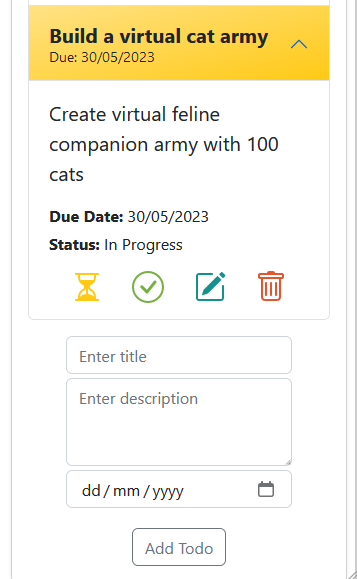 Build a virtual cat army
Due: 30/05/2023
Create virtual feline
companion army with 100
cats
Due Date: 30/05/2023
Status: In Progress
Enter title
Enter description
dd/mm/yyyy
Add Todo